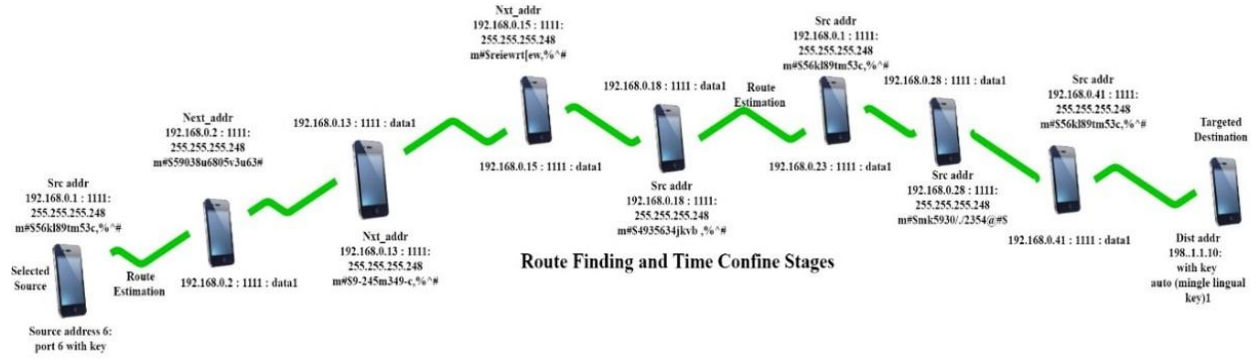 Src addr
192.168.0.1 : 1111:
255.255.255.248
m#$56kl89tm53c,%^#
Selected
Source
Source address 6:
port 6 with key
Route
Estimation
Next_addr
192.168.0.2 : 1111:
255.255.255.248
m#$59038u6805v3u63#
192.168.0.2 : 1111 : data1
192.168.0.13 : 1111 : data1
Nxt_addr
192.168.0.13 : 1111:
255.255.255.248
m#$9-245m349-c,%^#
Nxt_addr
192.168.0.15 : 1111:
255.255.255.248
m#$reiewrt[ew,%^#
192.168.0.15 : 1111 : data1
192.168.0.18 : 1111 : data1
Src addr
192.168.0.18 : 1111:
255.255.255.248
m#$4935634jkvb ,%^#
Route
Estimation
Src addr
192.168.0.1 : 1111:
255.255.255.248
m#$56kl89tm53c,%^#
192.168.0.23 : 1111 : data1
192.168.0.28 : 1111 : data1
Src addr
192.168.0.28 : 1111:
255.255.255.248
m#$mk5930/./2354@#$
Src addr
192.168.0.41 : 1111:
255.255.255.248
m#$56kl89tm53c,%^#
192.168.0.41 : 1111 : data1
Targeted
Destination
Dist addr
198..1.1.10:
with key
auto (mingle lingual
key)1
Route Finding and Time Confine Stages